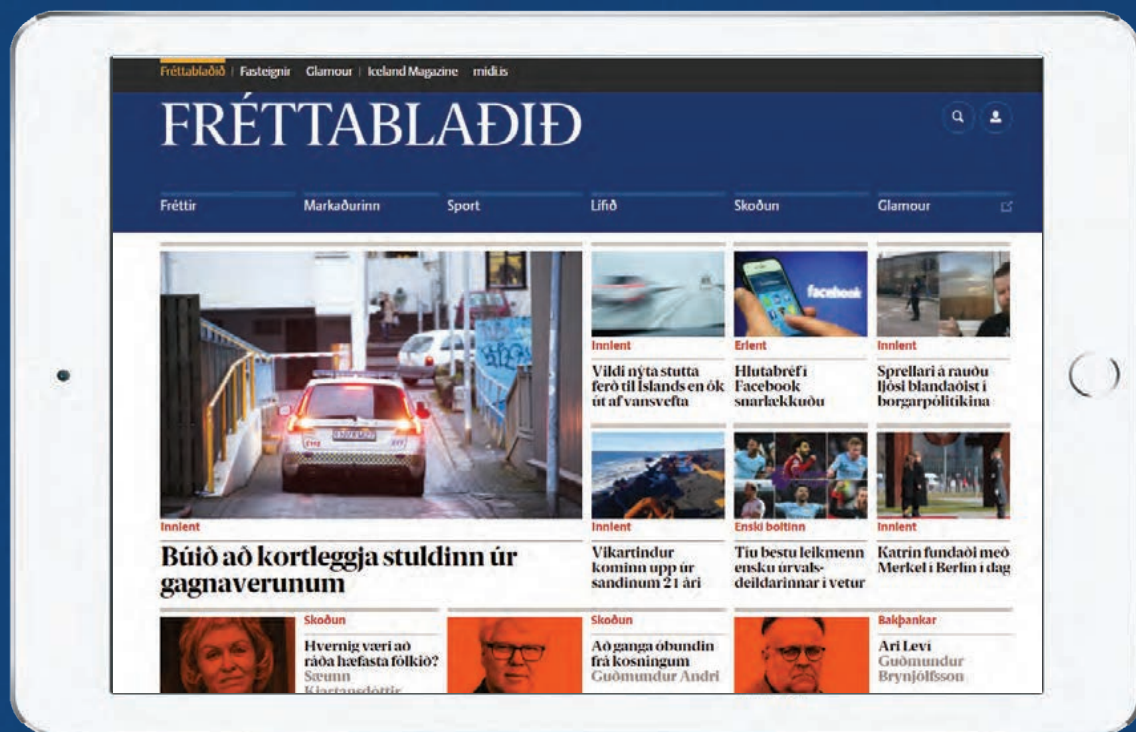 Fréttablaðið | Fasteignir Glamour | Iceland Magazine midi.is
FRÉTTABLAÐIÐ
Fréttir Markaðurinn Sport Lífið Skoðun Glamour
facebook
Innlent
Vildi nýta stutta
ferð til Íslands en ók
út af vansvefta
Erlent
Hlutabréf í
Facebook
snarlækkuðu
Innlent
Sprellari á rauðu
ljósi blandaðist í
borgarpólitíkina
Innlent
Búið að kortleggja stuldinn úr
gagnaverunum
Innlent
Vikartindur
kominn upp úr
sandinum 21 ári
Enski boltinn
Tíu bestu leikmenn
ensku úrvals-
deildarinnar í vetur
Innlent
Katrín fundaði með
Merkel í Berlín í dag
Skoðun
Hvernig væri að
ráða hæfasta fólkið?
Sæunn
Kjartansdóttir
Skoðun
Að ganga óbundin
frá kosningum
Guðmundur Andri
Bakþankar
Ari Leví
Guðmundur
Brynjólfsson